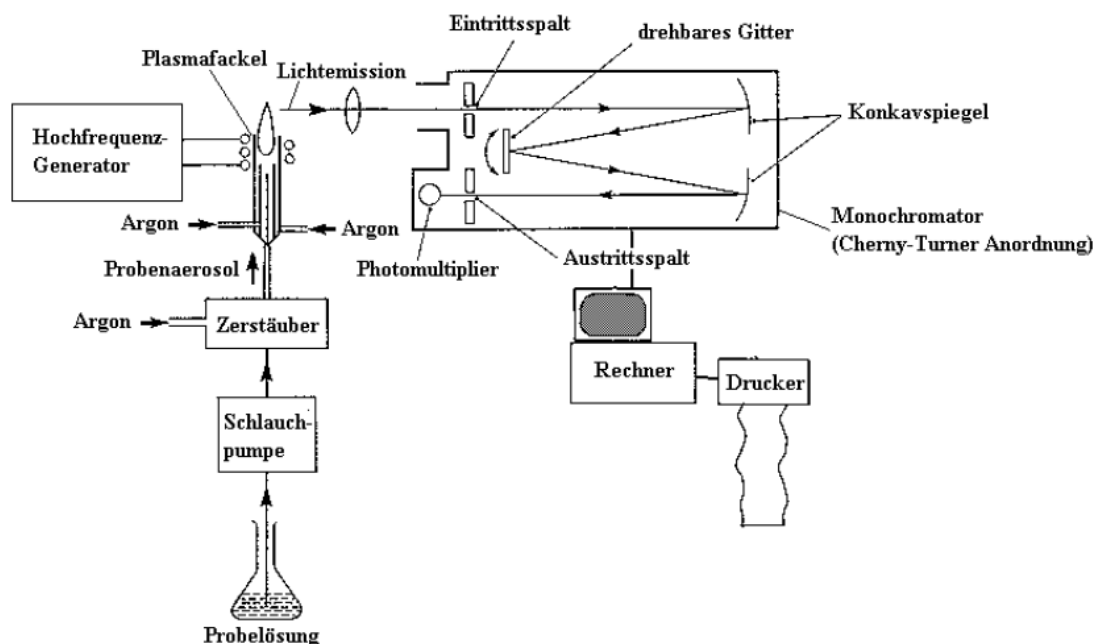 Eintrittsspalt
drehbares Gitter
Plasmafackel
Lichtemission
Hochfrequenz-
Generator
Konkavspiegel
Argon
Argon
Monochromator
(Cherny-Turner Anordnung)
Photomultiplier
Austrittsspalt
Probenaerosol
Argon
Zerstäuber
Rechner
Drucker
Schlauch-
pumpe
Probelösung